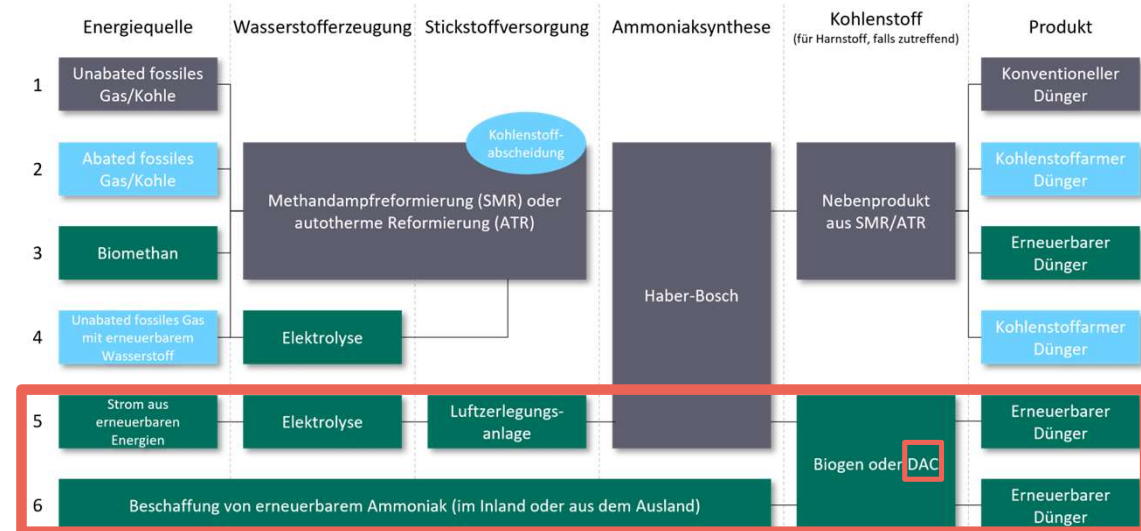 Energiequelle
Wasserstofferzeugung
Stickstoffversorgung
Ammoniaksynthese
Kohlenstoff
(für Harnstoff, falls zutreffend)
Produkt
1
Unabated fossiles
Gas/Kohle
Konventioneller
Dünger
Kohlenstoff-
abscheidung
2
Abated fossiles
Gas/Kohle
Methandampfreformierung (SMR) oder
autotherme Reformierung (ATR)
Nebenprodukt
aus SMR/ATR
Kohlenstoffarmer
Dünger
3
Biomethan
Erneuerbarer
Dünger
Haber-Bosch
4
Unabated fossiles Gas
mit erneuerbarem
Wasserstoff
Elektrolyse
Kohlenstoffarmer
Dünger
5
Strom aus
erneuerbaren
Energien
Elektrolyse
Luftzerlegungs-
anlage
Erneuerbarer
Dünger
Biogen oder DAC
6
Beschaffung von erneuerbarem Ammoniak (im Inland oder aus dem Ausland)
Erneuerbarer
Dünger